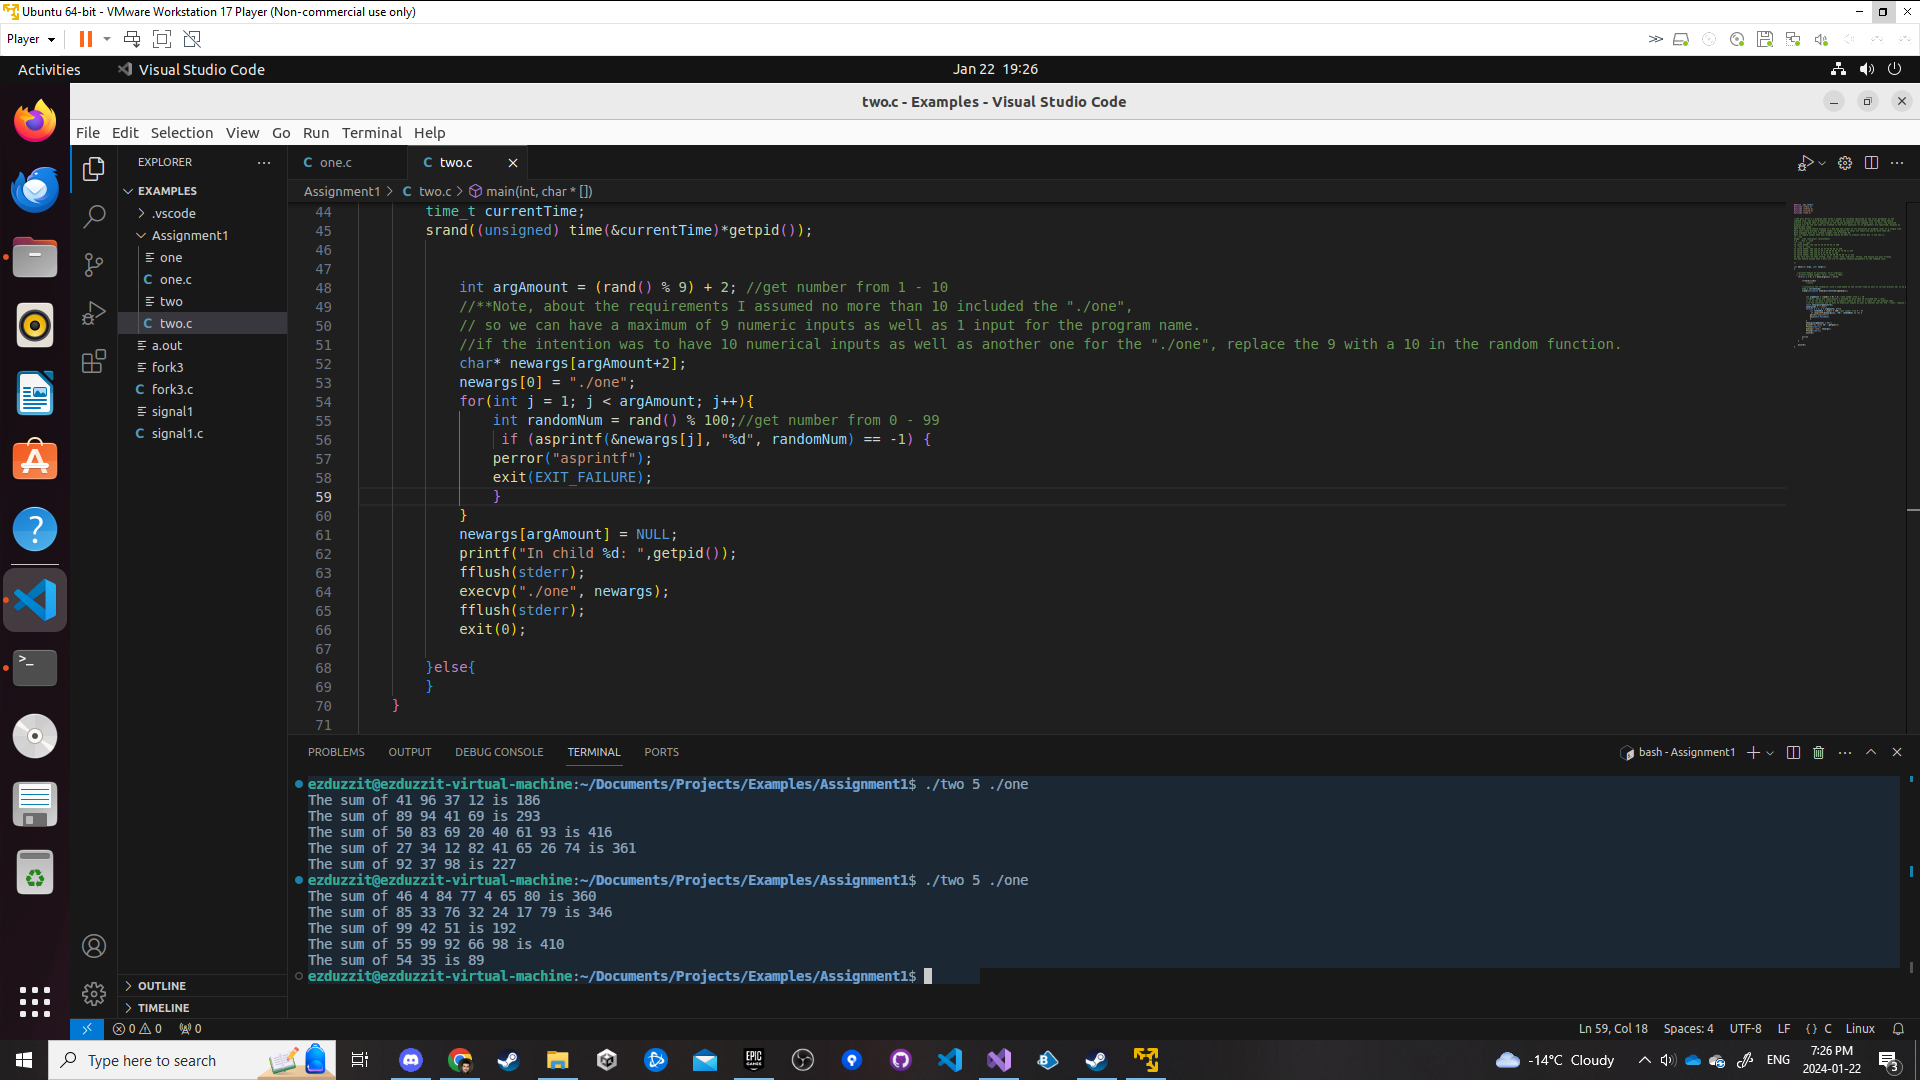 Ubuntu 64-bit - VMware Workstation 17 Player (Non-commercial use only)
Player
Activities
Visual Studio Code
Jan 22 19:26
two.c - Examples - Visual Studio Code
File Edit Selection View Go Run Terminal Help
EXPLORER
EXAMPLES
.vscode
Assignment1
one
one.c
two
two.c
a.out
fork3
fork3.c
signal1
signal1.c
OUTLINE
TIMELINE
one.c
two.c
Assignment1 > two.c > main(int, char * [])
44 time_t currentTime;
45 srand((unsigned) time(&currentTime)*getpid());
46
47
48 int argAmount = (rand() % 9) + 2; //get number from 1 - 10
49 //**Note, about the requirements I assumed no more than 10 included the "./one",
50 // so we can have a maximum of 9 numeric inputs as well as 1 input for the program name.
51 //if the intention was to have 10 numerical inputs as well as another one for the "./one", replace the 9 with a 10 in the random function.
52 char* newargs[argAmount+2];
53 newargs[0] = "./one";
54 for(int j = 1; j < argAmount; j++){
55 int randomNum = rand() % 100;//get number from 0 - 99
56 if (asprintf(&newargs[j], "%d", randomNum) == -1) {
57 perror("asprintf");
58 exit(EXIT_FAILURE);
59 }
60 }
61 newargs[argAmount] = NULL;
62 printf("In child %d: ",getpid());
63 fflush(stderr);
64 execvp("./one", newargs);
65 fflush(stderr);
66 exit(0);
67
68 }else{
69 }
70 }
71
PROBLEMS OUTPUT DEBUG CONSOLE TERMINAL PORTS
bash - Assignment1
ezduzzit@ezduzzit-virtual-machine:~/Documents/Projects/Examples/Assignment1$ ./two 5 ./one
The sum of 41 96 37 12 is 186
The sum of 89 94 41 69 is 293
The sum of 50 83 69 20 40 61 93 is 416
The sum of 27 34 12 82 41 65 26 74 is 361
The sum of 92 37 98 is 227
ezduzzit@ezduzzit-virtual-machine:~/Documents/Projects/Examples/Assignment1$ ./two 5 ./one
The sum of 46 4 84 77 4 65 80 is 360
The sum of 85 33 76 32 24 17 79 is 346
The sum of 99 42 51 is 192
The sum of 55 99 92 66 98 is 410
The sum of 54 35 is 89
ezduzzit@ezduzzit-virtual-machine:~/Documents/Projects/Examples/Assignment1$
0 0 0
Ln 59, Col 18 Spaces: 4 UTF-8 LF {} C Linux
Type here to search
EPIC GAMES
-14°C Cloudy
ENG
7:26 PM
2024-01-22
3